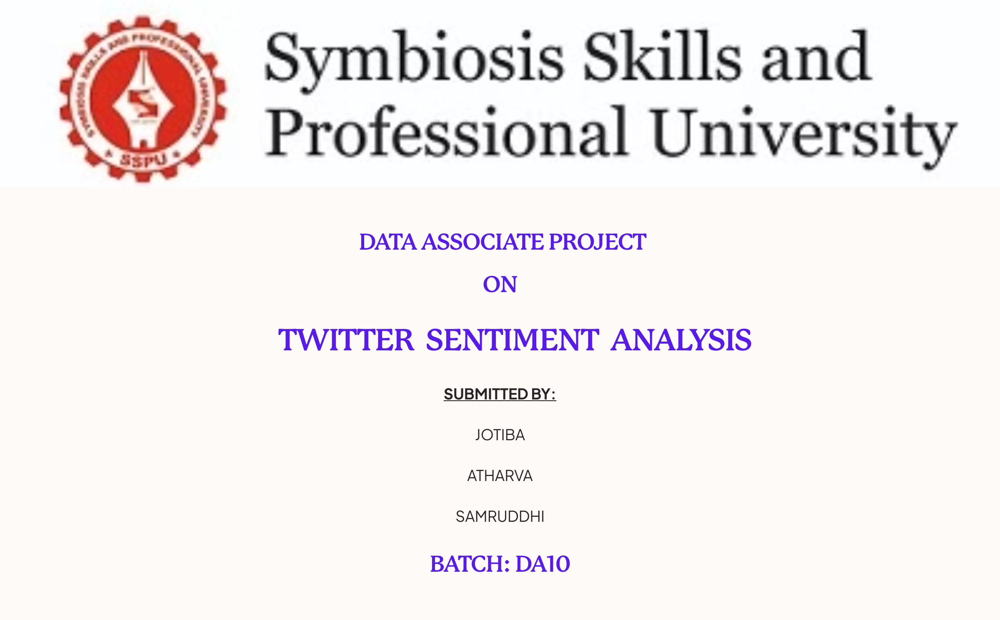 SYMBIOSIS SKILLS AND PROFESSIONAL UNIVERSITY
SSPU
Symbiosis Skills and
Professional University
DATA ASSOCIATE PROJECT
ON
TWITTER SENTIMENT ANALYSIS
SUBMITTED BY:
JOTIBA
ATHARVA
SAMRUDDHI
BATCH: DA10